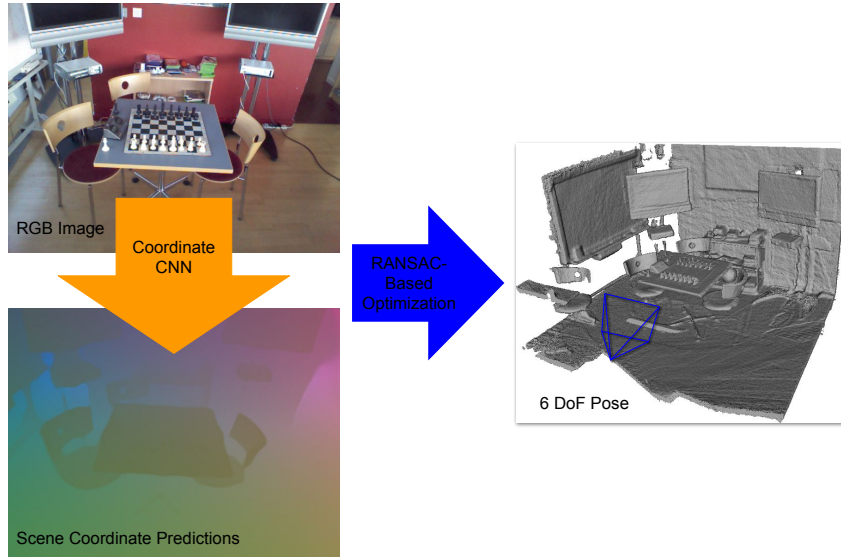 RGB Image
Coordinate
CNN
RANSAC-
Based
Optimization
6 DoF Pose
Scene Coordinate Predictions